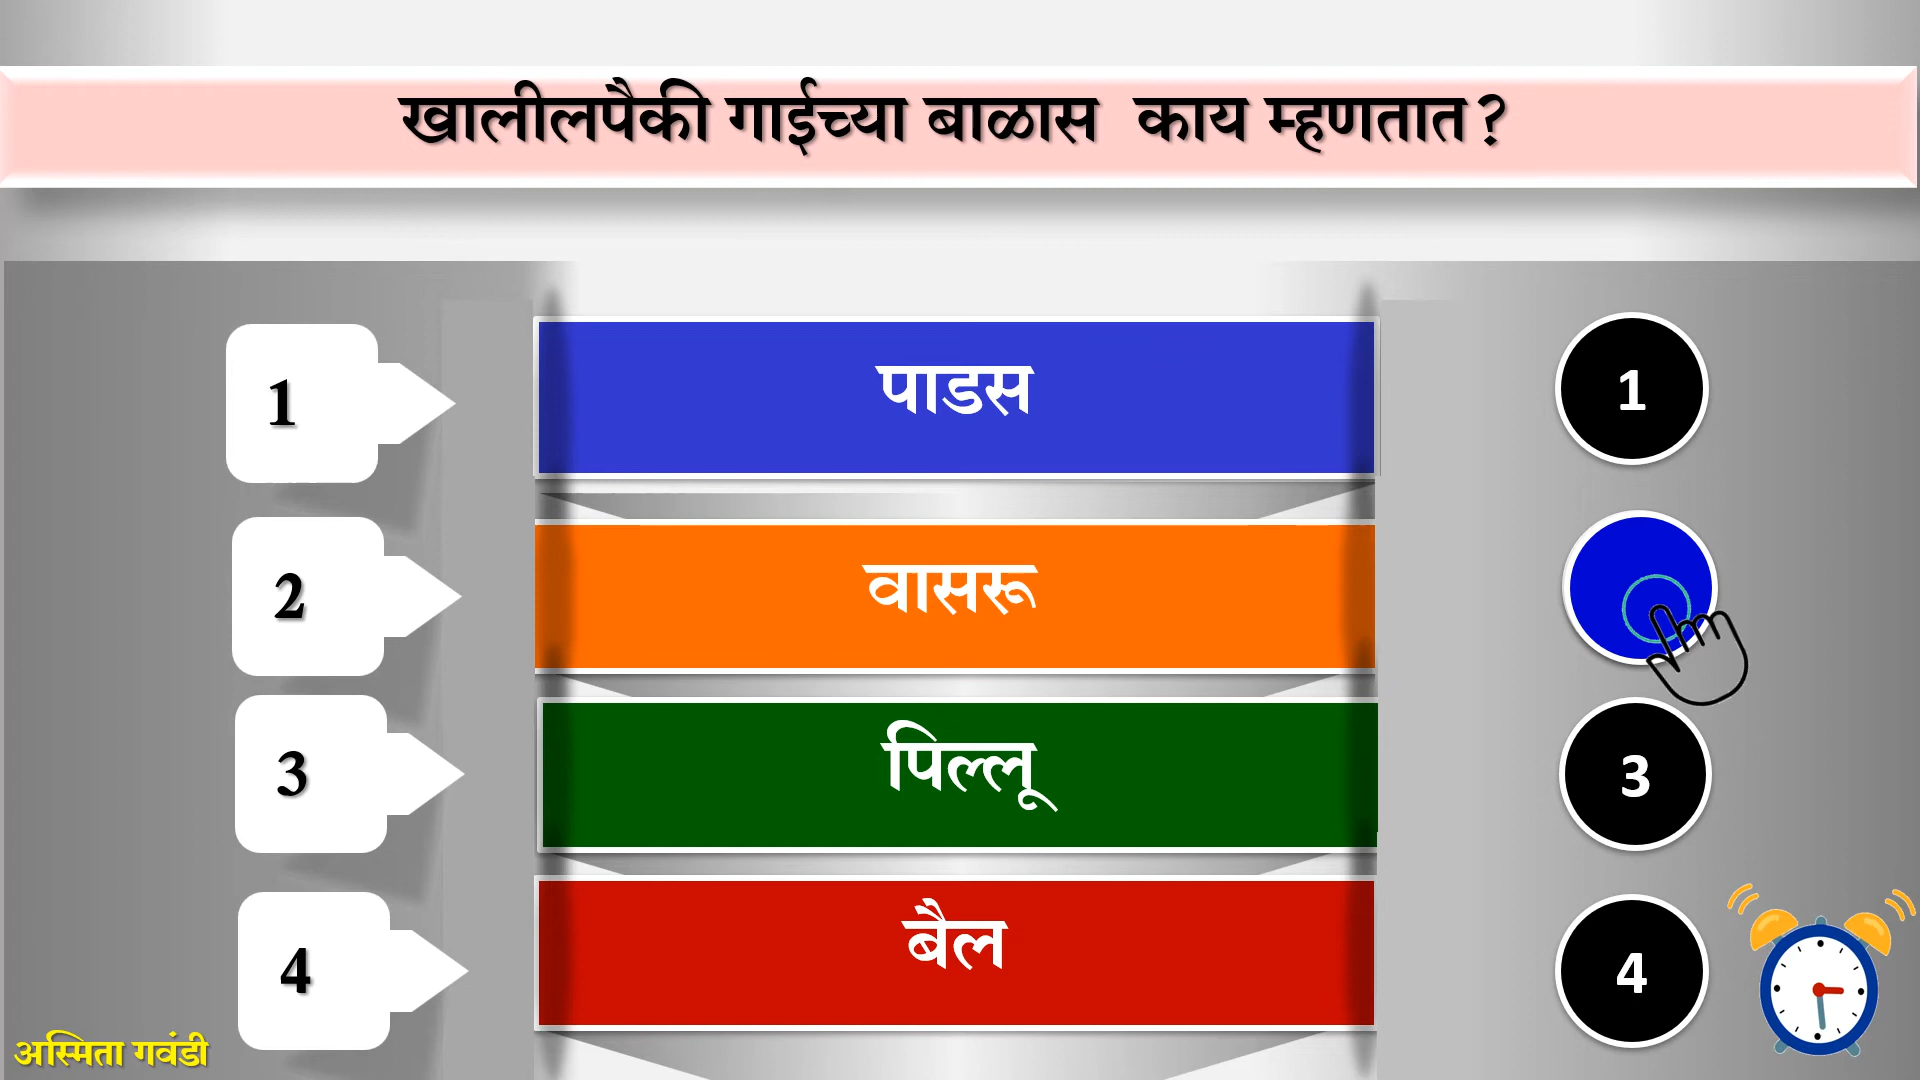 खालीलपैकी गाईच्या बाळास काय म्हणतात?
1 पाडस 1
2 वासरू
3 पिल्लू 3
4 बैल 4
अस्मिता गवंडी